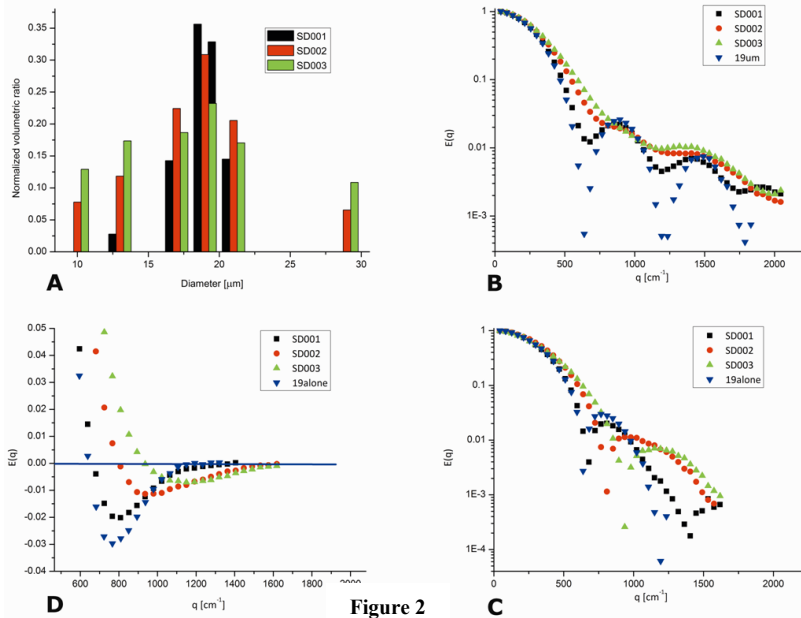 0.35
0.30
0.25
0.20
0.15
0.10
0.05
0.00
Normalized volumetric ratio
SD001
SD002
SD003
10
15
20
25
30
Diameter [μm]
A
1
0.1
0.01
1E-3
E(q)
SD001
SD002
SD003
19um
0
500
1000
1500
2000
q [cm⁻¹]
B
0.05
0.04
0.03
0.02
0.01
0.00
-0.01
-0.02
-0.03
-0.04
E(q)
SD001
SD002
SD003
19alone
600
800
1000
1200
1400
1600
1800
2000
q [cm⁻¹]
D
Figure 2
1
0.1
0.01
1E-3
1E-4
E(q)
SD001
SD002
SD003
19alone
0
500
1000
1500
2000
q [cm⁻¹]
C